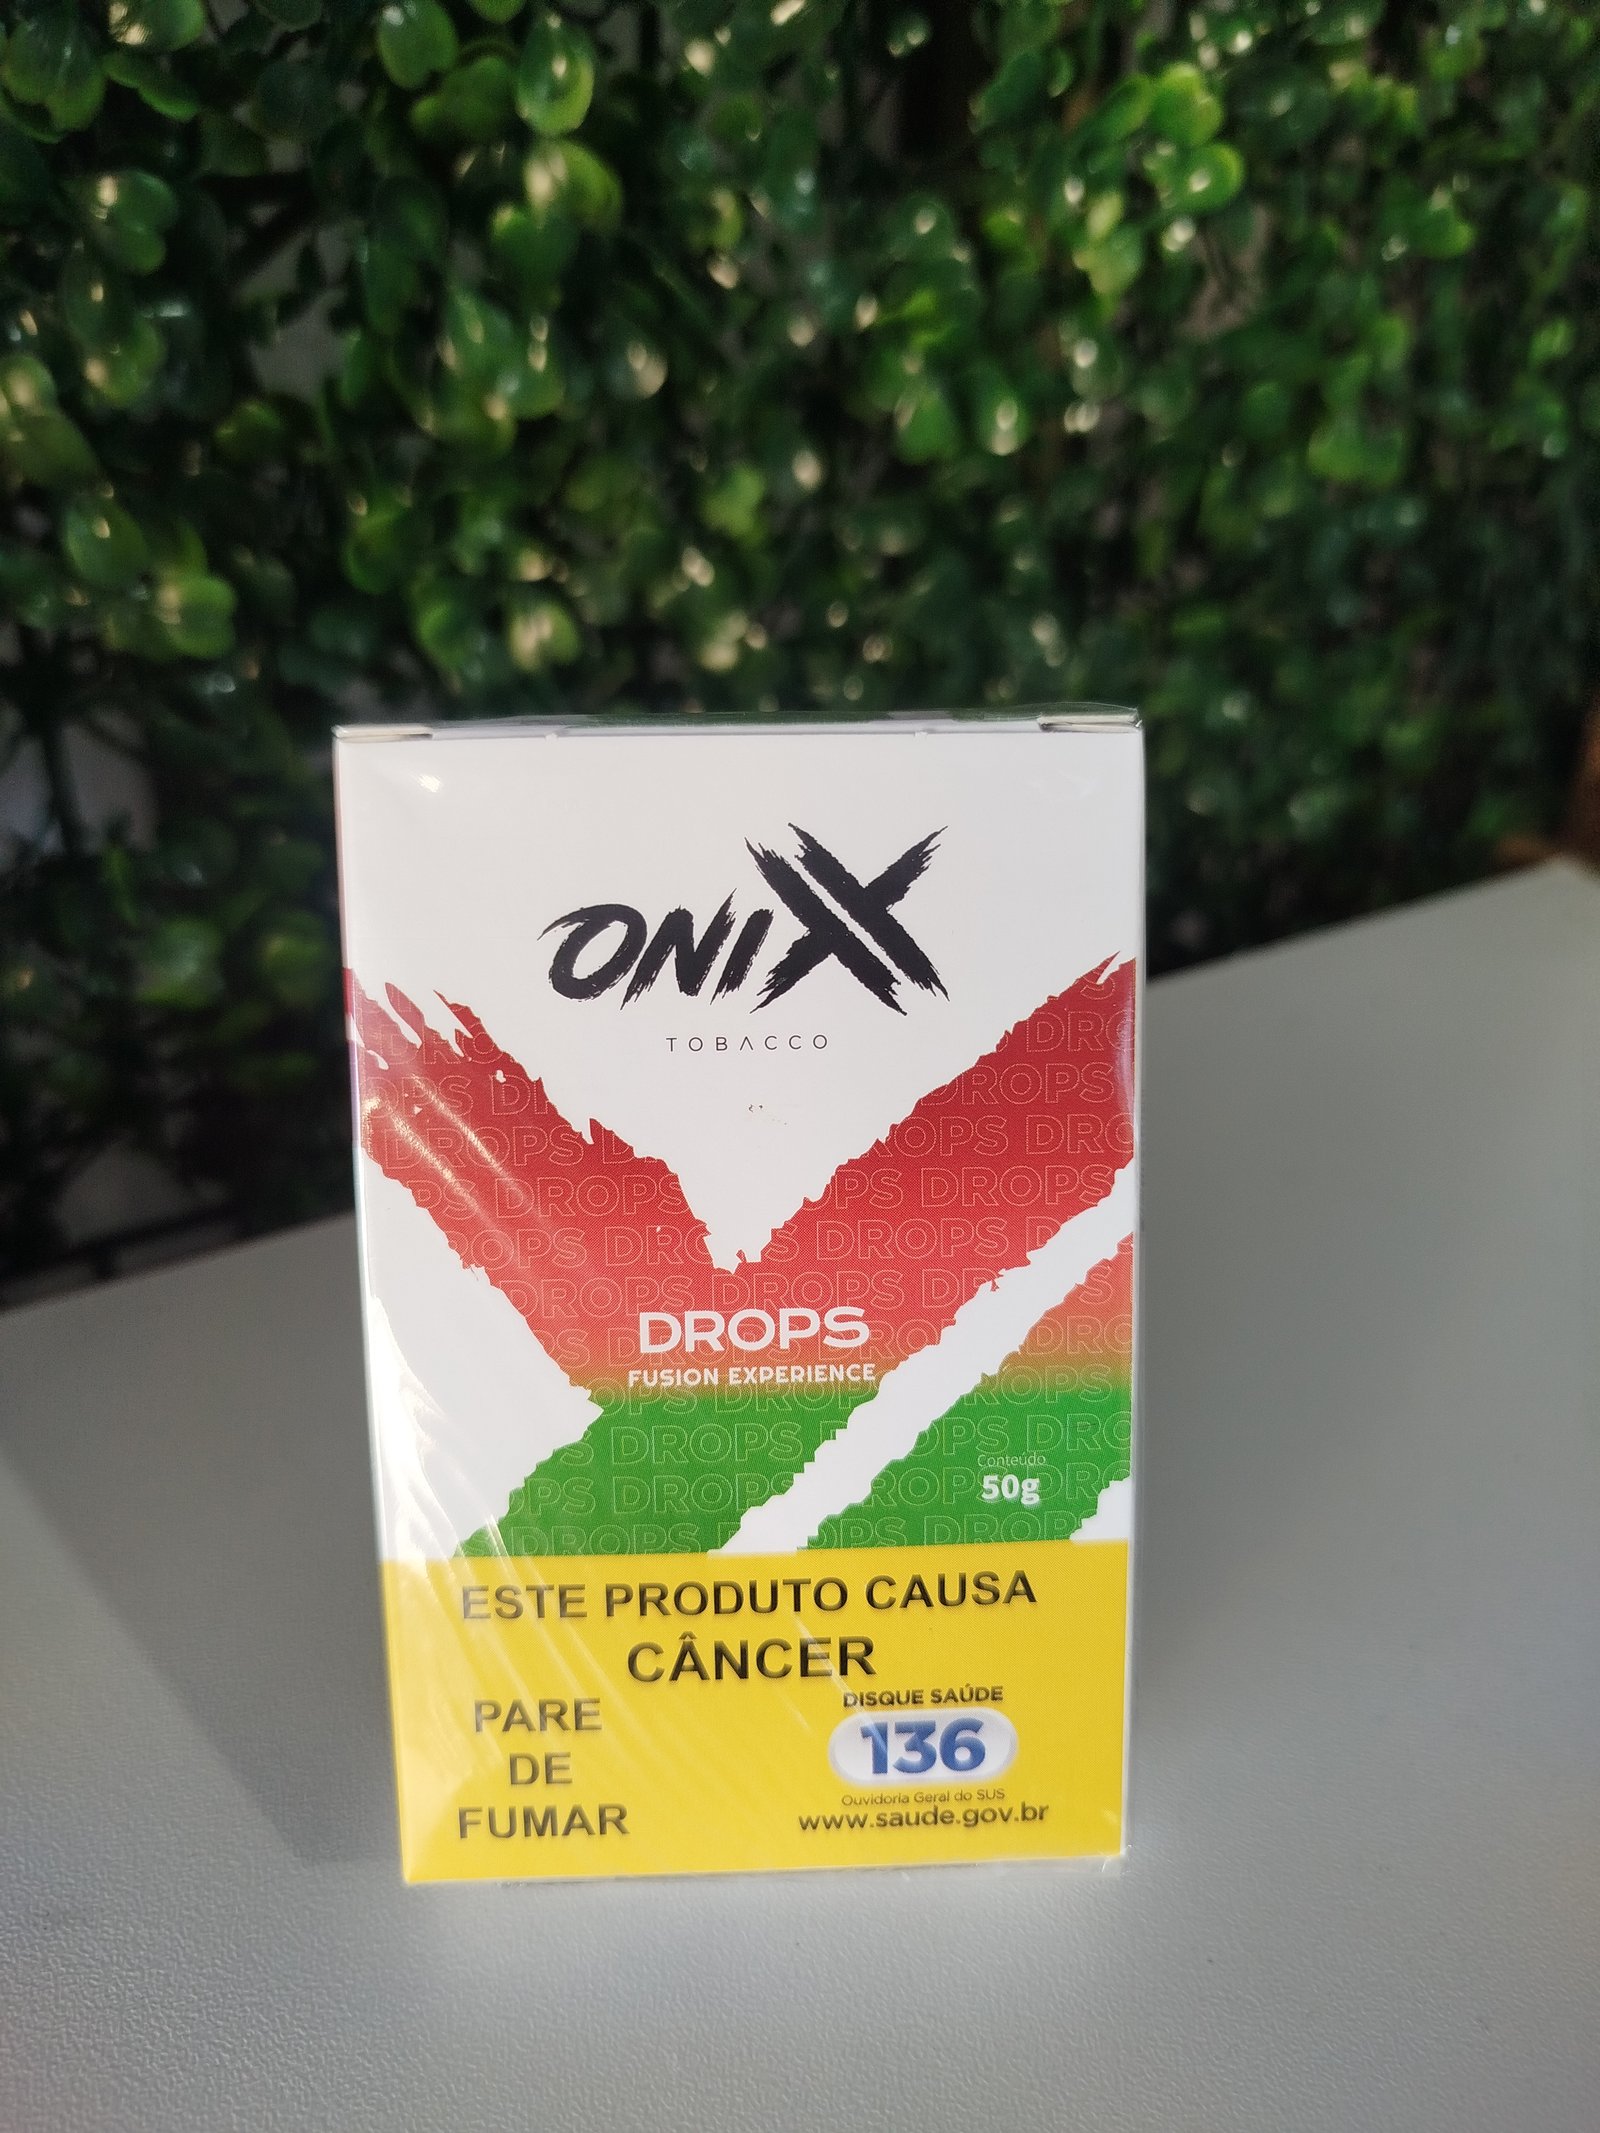 ONIX
TOBACCO
DROPS
FUSION EXPERIENCE
Conteúdo
50g
ESTE PRODUTO CAUSA
CÂNCER
PARE
DE
FUMAR
DISQUE SAÚDE
136
Ouvidoria Geral do SUS
www.saude.gov.br